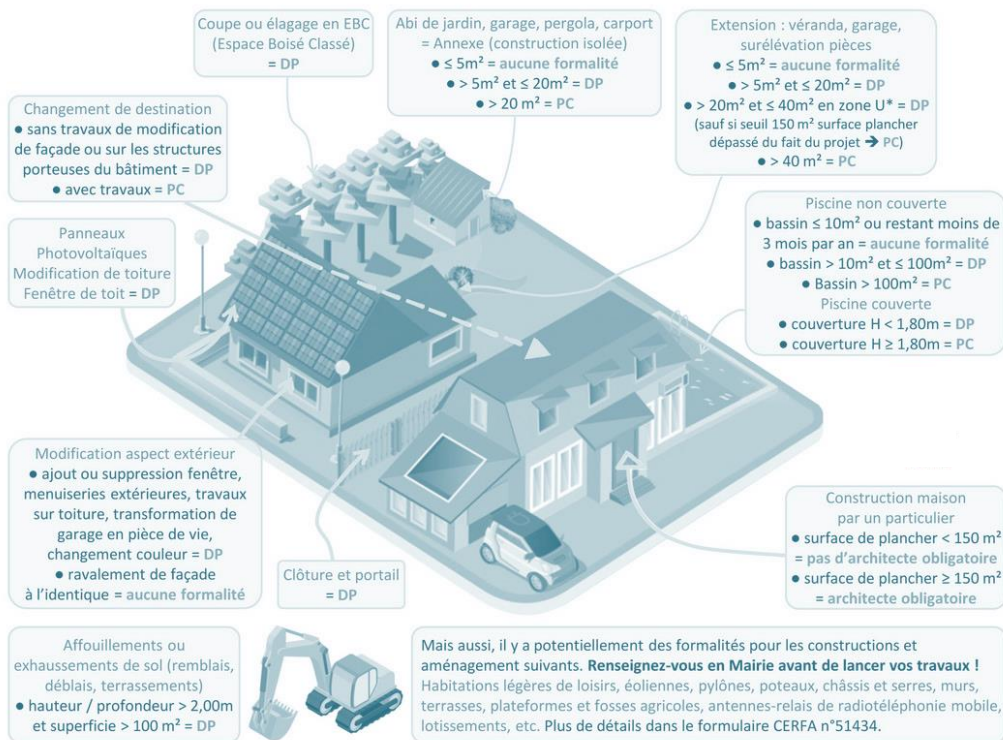 Coupe ou élagage en EBC
(Espace Boisé Classé)
= DP
Abi de jardin, garage, pergola, carport
= Annexe (construction isolée)
● ≤ 5m² = aucune formalité
● > 5m² et ≤ 20m² = DP
● > 20 m² = PC
Extension : véranda, garage,
surélévation pièces
● ≤ 5m² = aucune formalité
● > 5m² et ≤ 20m² = DP
● > 20m² et ≤ 40m² en zone U* = DP
(sauf si seuil 150 m² surface plancher
dépassé du fait du projet ➔ PC)
● > 40 m² = PC
Changement de destination
● sans travaux de modification
de façade ou sur les structures
porteuses du bâtiment = DP
● avec travaux = PC
Panneaux
Photovoltaïques
Modification de toiture
Fenêtre de toit = DP
Piscine non couverte
● bassin ≤ 10m² ou restant moins de
3 mois par an = aucune formalité
● bassin > 10m² et ≤ 100m² = DP
● Bassin > 100m² = PC
Piscine couverte
● couverture H < 1,80m = DP
● couverture H ≥ 1,80m = PC
Modification aspect extérieur
● ajout ou suppression fenêtre,
menuiseries extérieures, travaux
sur toiture, transformation de
garage en pièce de vie,
changement couleur = DP
● ravalement de façade
à l'identique = aucune formalité
Clôture et portail
= DP
Construction maison
par un particulier
● surface de plancher < 150 m²
= pas d'architecte obligatoire
● surface de plancher ≥ 150 m²
= architecte obligatoire
Affouillements ou
exhaussements de sol (remblais,
déblais, terrassements)
● hauteur / profondeur > 2,00m
et superficie > 100 m² = DP
Mais aussi, il y a potentiellement des formalités pour les constructions et
aménagement suivants. Renseignez-vous en Mairie avant de lancer vos travaux !
Habitations légères de loisirs, éoliennes, pylônes, poteaux, châssis et serres, murs,
terrasses, plateformes et fosses agricoles, antennes-relais de radiotéléphonie mobile,
lotissements, etc. Plus de détails dans le formulaire CERFA n°51434.